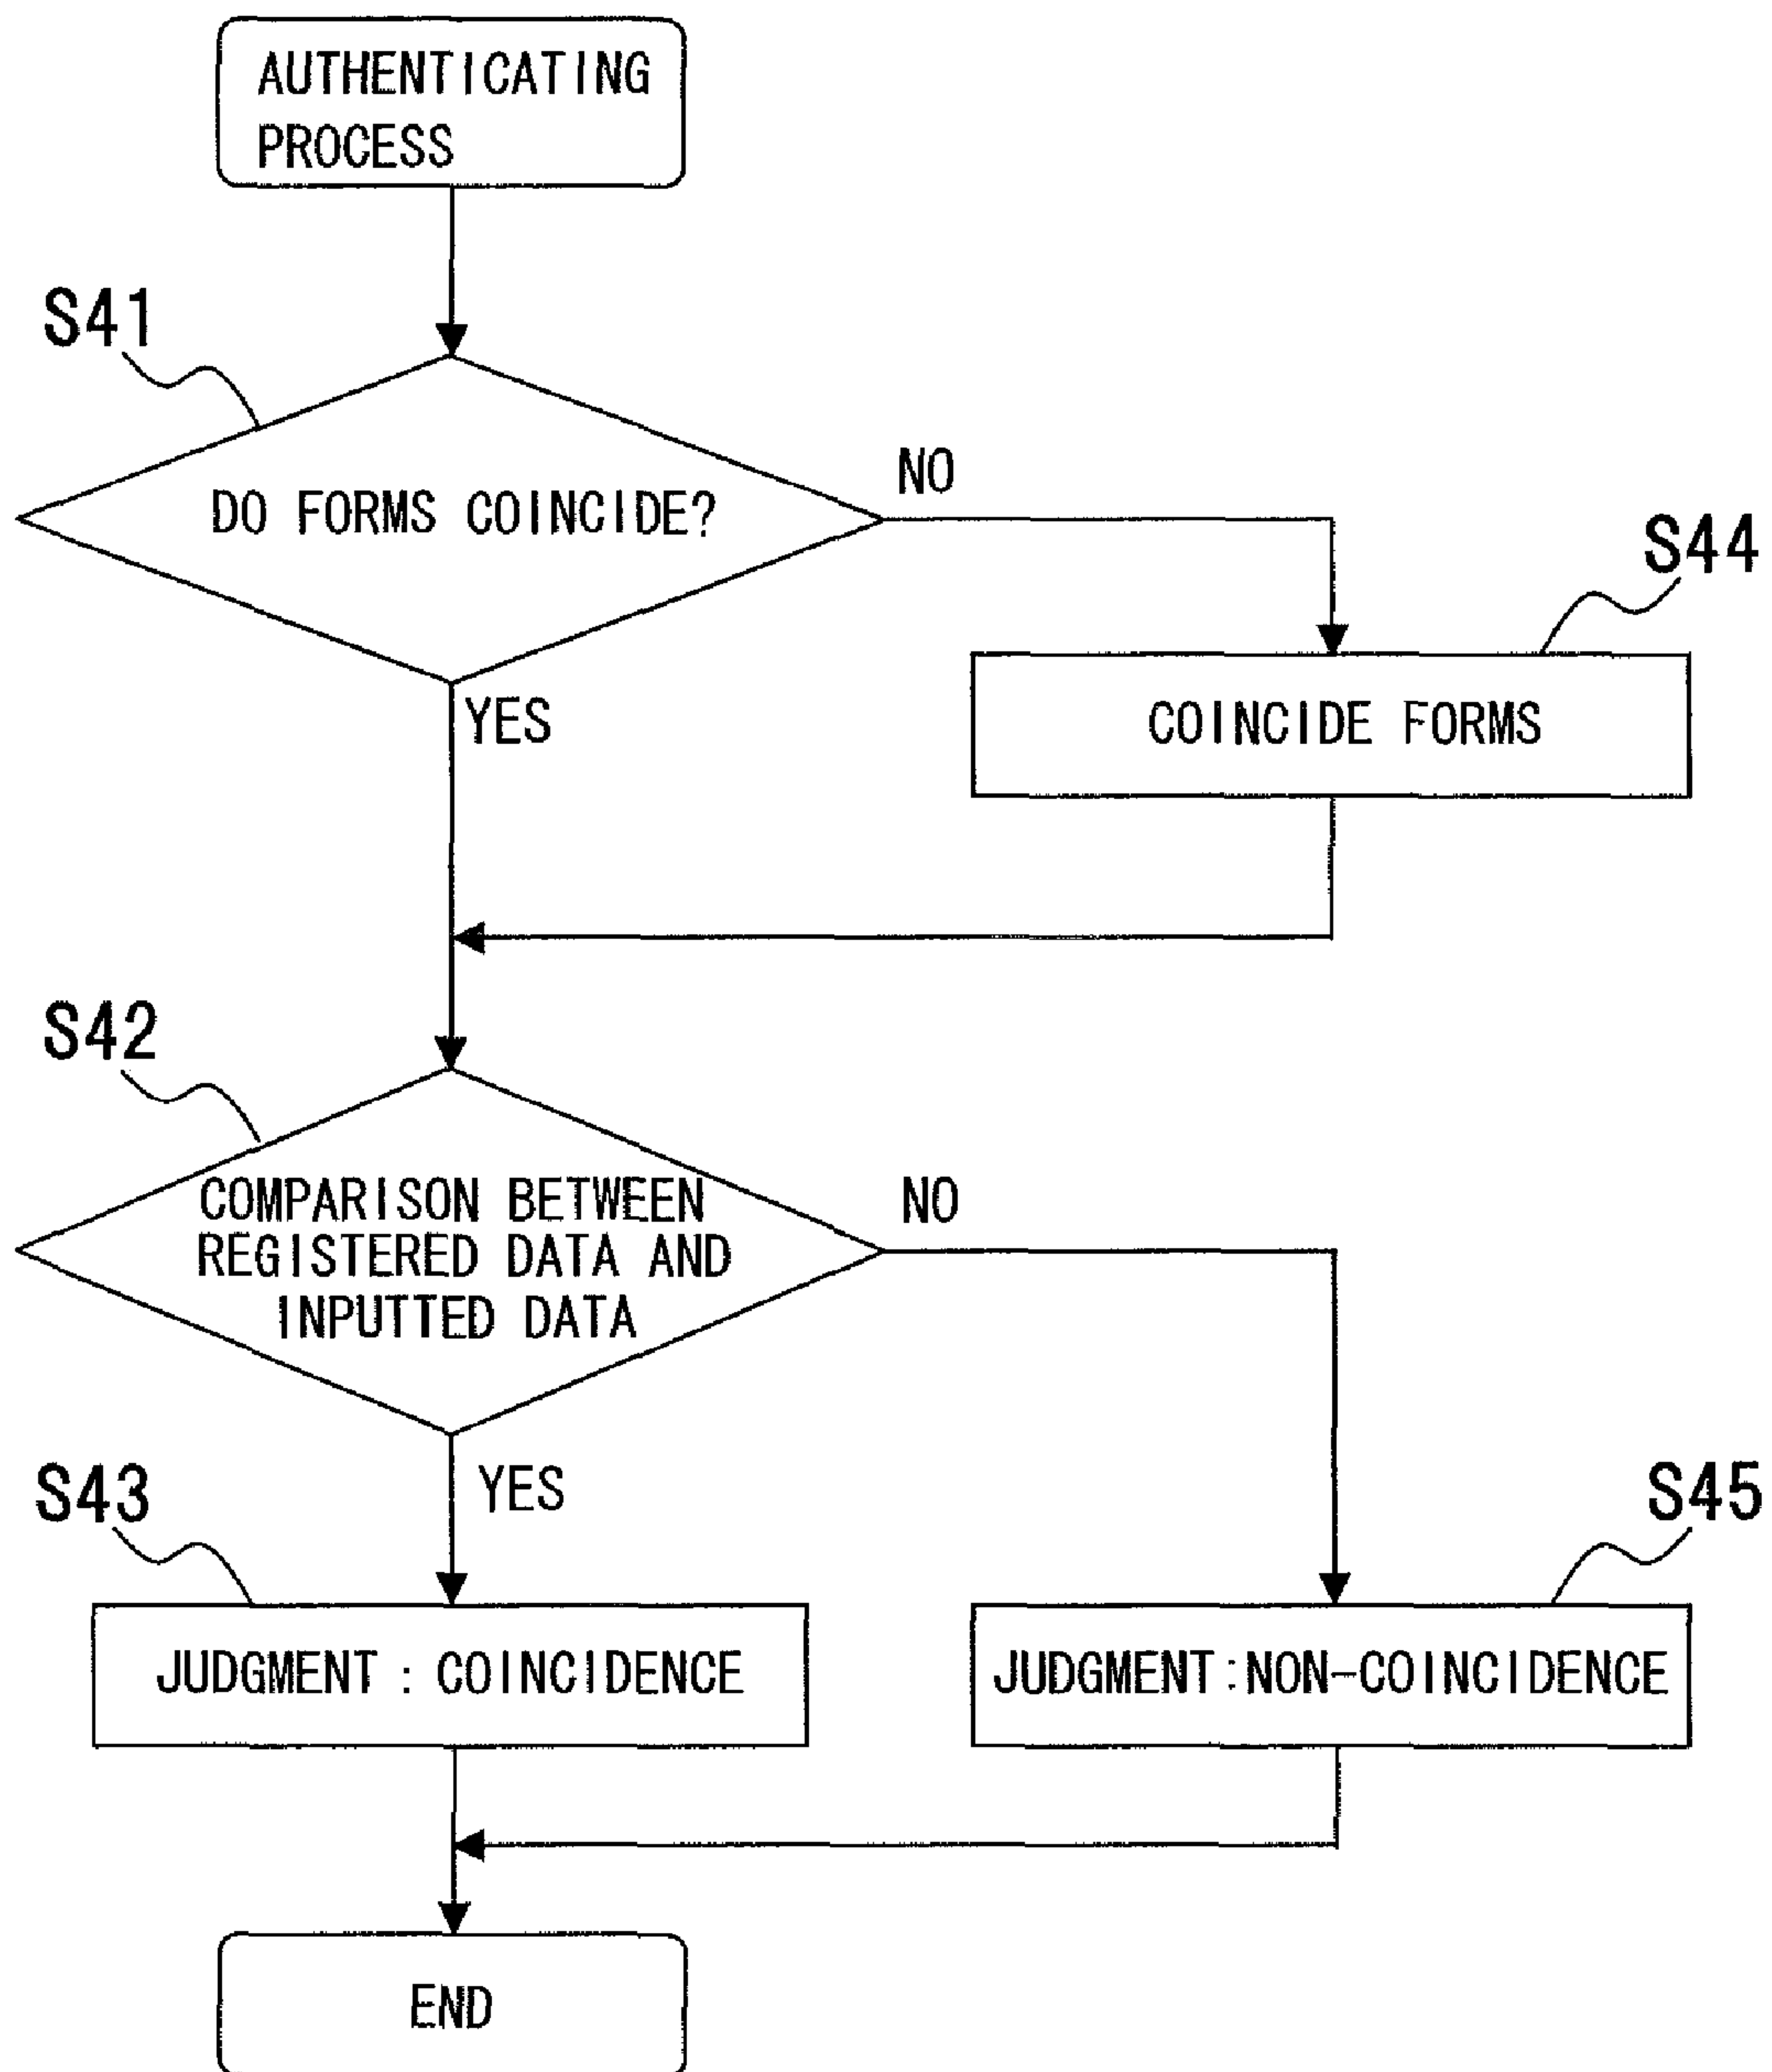 AUTHENTICATING
PROCESS
S41
DO FORMS COINCIDE?
NO
S44
YES
COINCIDE FORMS
S42
COMPARISON BETWEEN
REGISTERED DATA AND
INPUTTED DATA
NO
S43
YES
S45
JUDGMENT : COINCIDENCE
JUDGMENT:NON-COINCIDENCE
END